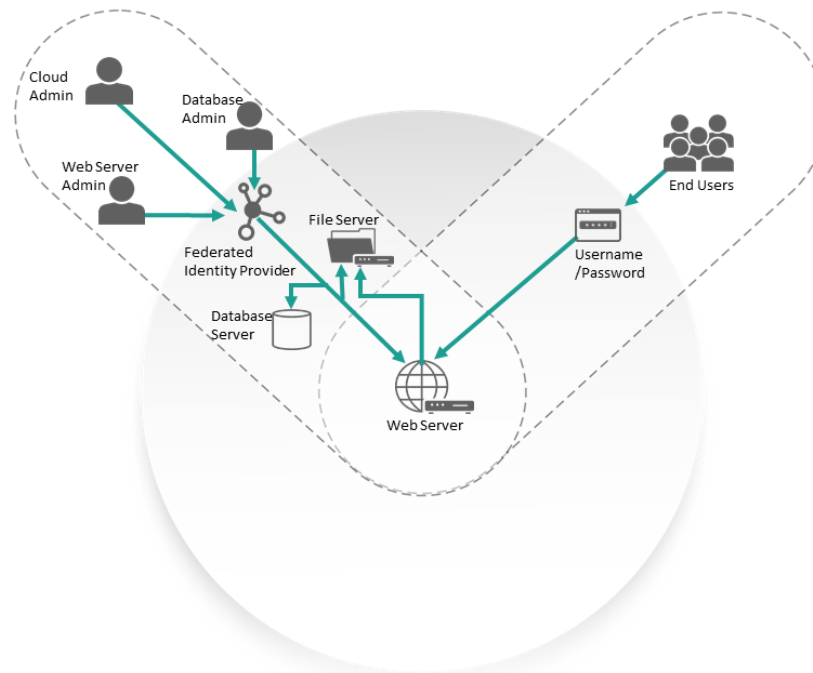 Cloud
Admin
Database
Admin
Web Server
Admin
End Users
File Server
Federated
Identity Provider
Username
/Password
Database
Server
Web Server